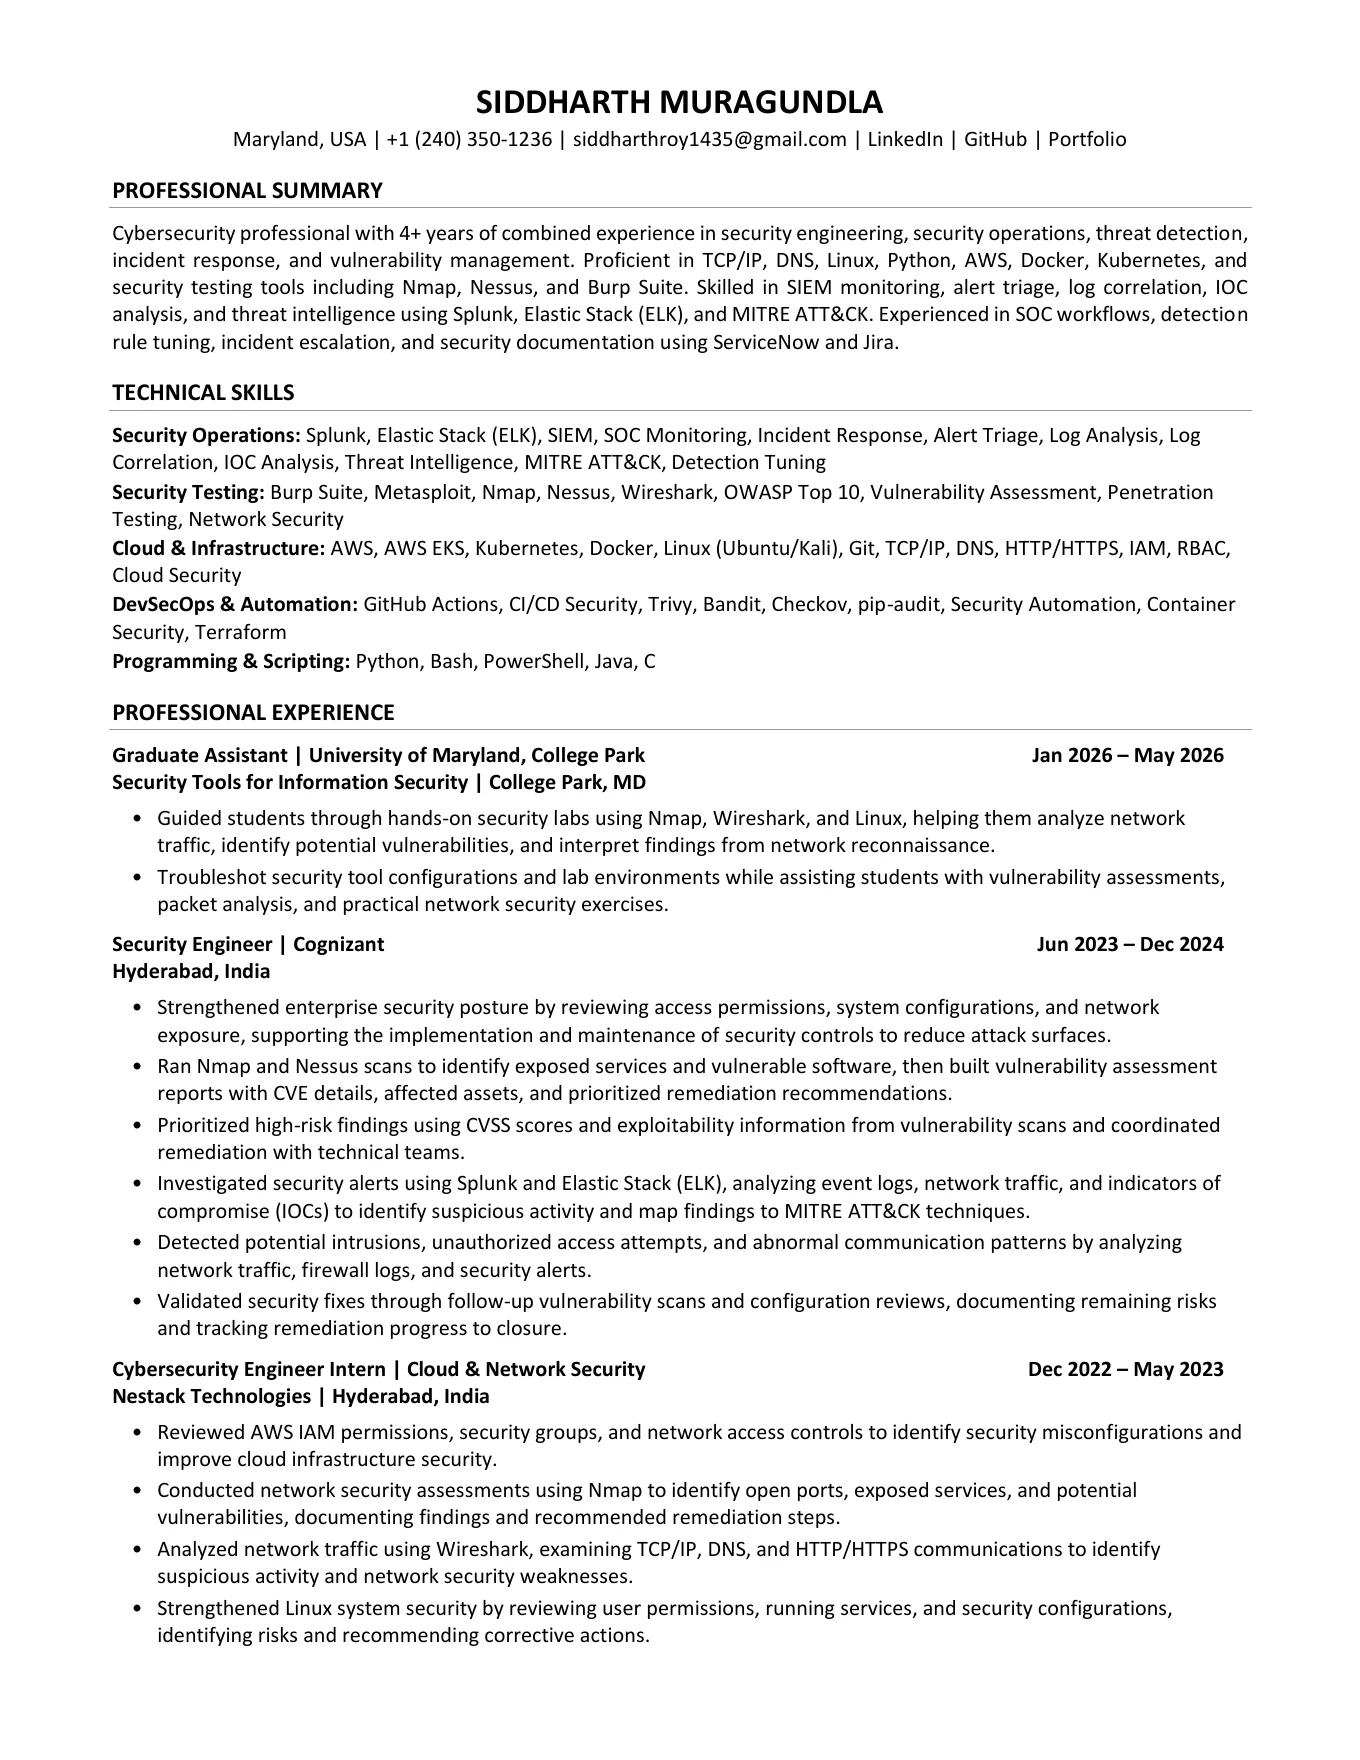 SIDDHARTH MURAGUNDLA
Maryland, USA | +1 (240) 350-1236 | siddharthroy1435@gmail.com | LinkedIn | GitHub | Portfolio
PROFESSIONAL SUMMARY
Cybersecurity professional with 4+ years of combined experience in security engineering, security operations, threat detection,
incident response, and vulnerability management. Proficient in TCP/IP, DNS, Linux, Python, AWS, Docker, Kubernetes, and
security testing tools including Nmap, Nessus, and Burp Suite. Skilled in SIEM monitoring, alert triage, log correlation, IOC
analysis, and threat intelligence using Splunk, Elastic Stack (ELK), and MITRE ATT&CK. Experienced in SOC workflows, detection
rule tuning, incident escalation, and security documentation using ServiceNow and Jira.
TECHNICAL SKILLS
Security Operations: Splunk, Elastic Stack (ELK), SIEM, SOC Monitoring, Incident Response, Alert Triage, Log Analysis, Log
Correlation, IOC Analysis, Threat Intelligence, MITRE ATT&CK, Detection Tuning
Security Testing: Burp Suite, Metasploit, Nmap, Nessus, Wireshark, OWASP Top 10, Vulnerability Assessment, Penetration
Testing, Network Security
Cloud & Infrastructure: AWS, AWS EKS, Kubernetes, Docker, Linux (Ubuntu/Kali), Git, TCP/IP, DNS, HTTP/HTTPS, IAM, RBAC,
Cloud Security
DevSecOps & Automation: GitHub Actions, CI/CD Security, Trivy, Bandit, Checkov, pip-audit, Security Automation, Container
Security, Terraform
Programming & Scripting: Python, Bash, PowerShell, Java, C
PROFESSIONAL EXPERIENCE
Graduate Assistant | University of Maryland, College Park Jan 2026 – May 2026
Security Tools for Information Security | College Park, MD
• Guided students through hands-on security labs using Nmap, Wireshark, and Linux, helping them analyze network
traffic, identify potential vulnerabilities, and interpret findings from network reconnaissance.
• Troubleshot security tool configurations and lab environments while assisting students with vulnerability assessments,
packet analysis, and practical network security exercises.
Security Engineer | Cognizant Jun 2023 – Dec 2024
Hyderabad, India
• Strengthened enterprise security posture by reviewing access permissions, system configurations, and network
exposure, supporting the implementation and maintenance of security controls to reduce attack surfaces.
• Ran Nmap and Nessus scans to identify exposed services and vulnerable software, then built vulnerability assessment
reports with CVE details, affected assets, and prioritized remediation recommendations.
• Prioritized high-risk findings using CVSS scores and exploitability information from vulnerability scans and coordinated
remediation with technical teams.
• Investigated security alerts using Splunk and Elastic Stack (ELK), analyzing event logs, network traffic, and indicators of
compromise (IOCs) to identify suspicious activity and map findings to MITRE ATT&CK techniques.
• Detected potential intrusions, unauthorized access attempts, and abnormal communication patterns by analyzing
network traffic, firewall logs, and security alerts.
• Validated security fixes through follow-up vulnerability scans and configuration reviews, documenting remaining risks
and tracking remediation progress to closure.
Cybersecurity Engineer Intern | Cloud & Network Security Dec 2022 – May 2023
Nestack Technologies | Hyderabad, India
• Reviewed AWS IAM permissions, security groups, and network access controls to identify security misconfigurations and
improve cloud infrastructure security.
• Conducted network security assessments using Nmap to identify open ports, exposed services, and potential
vulnerabilities, documenting findings and recommended remediation steps.
• Analyzed network traffic using Wireshark, examining TCP/IP, DNS, and HTTP/HTTPS communications to identify
suspicious activity and network security weaknesses.
• Strengthened Linux system security by reviewing user permissions, running services, and security configurations,
identifying risks and recommending corrective actions.